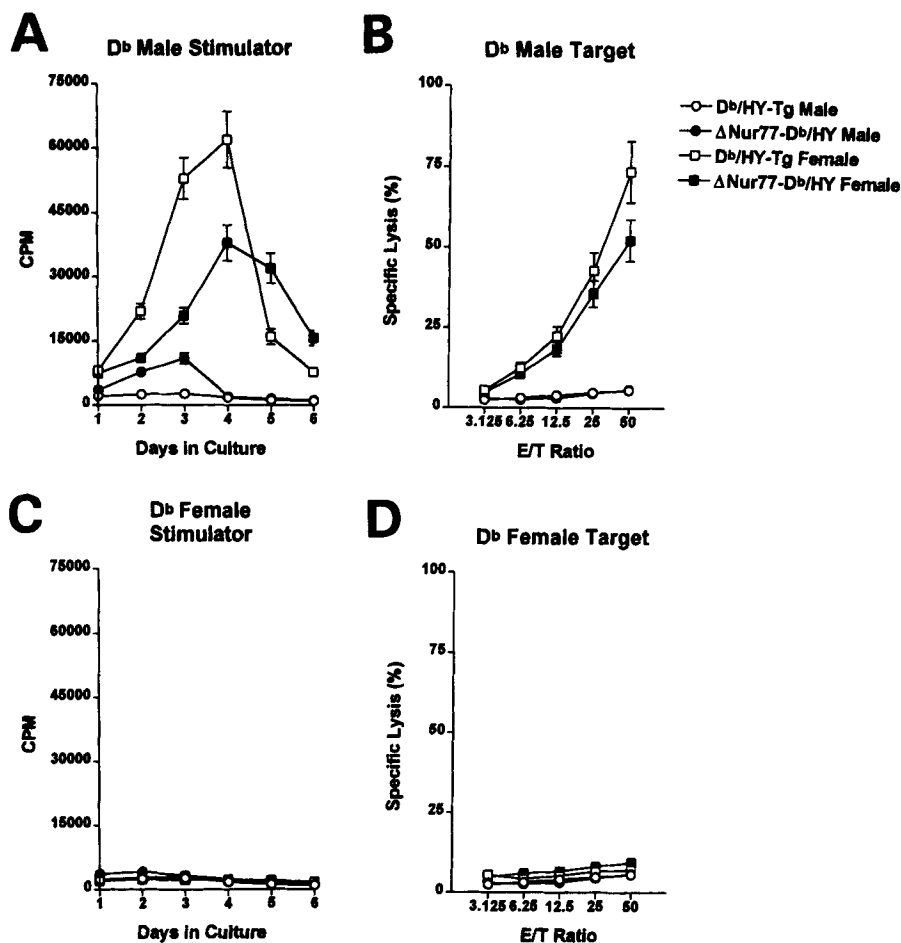 A
Dᵇ Male Stimulator
75000
60000
45000
30000
15000
0
CPM
1 2 3 4 5 6
Days in Culture
B
Dᵇ Male Target
100
75
50
25
0
Specific Lysis (%)
3.125 6.25 12.5 25 50
E/T Ratio
Dᵇ/HY-Tg Male
ΔNur77-Dᵇ/HY Male
Dᵇ/HY-Tg Female
ΔNur77-Dᵇ/HY Female
C
Dᵇ Female
Stimulator
75000
60000
45000
30000
15000
0
CPM
1 2 3 4 5 6
Days in Culture
D
Dᵇ Female Target
100
75
50
25
0
Specific Lysis (%)
3.125 6.25 12.5 25 50
E/T Ratio